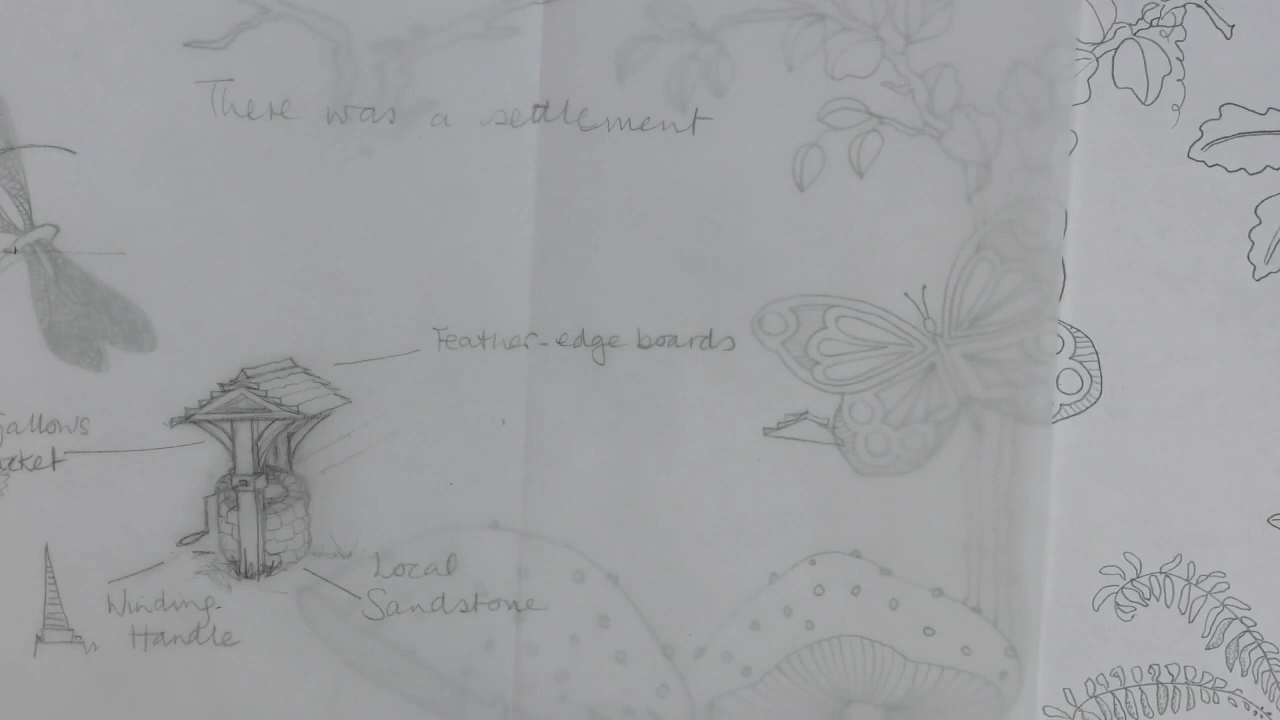 There was a settlement
Feather-edge boards
Gallows
Local
Sandstone
Winding
Handle